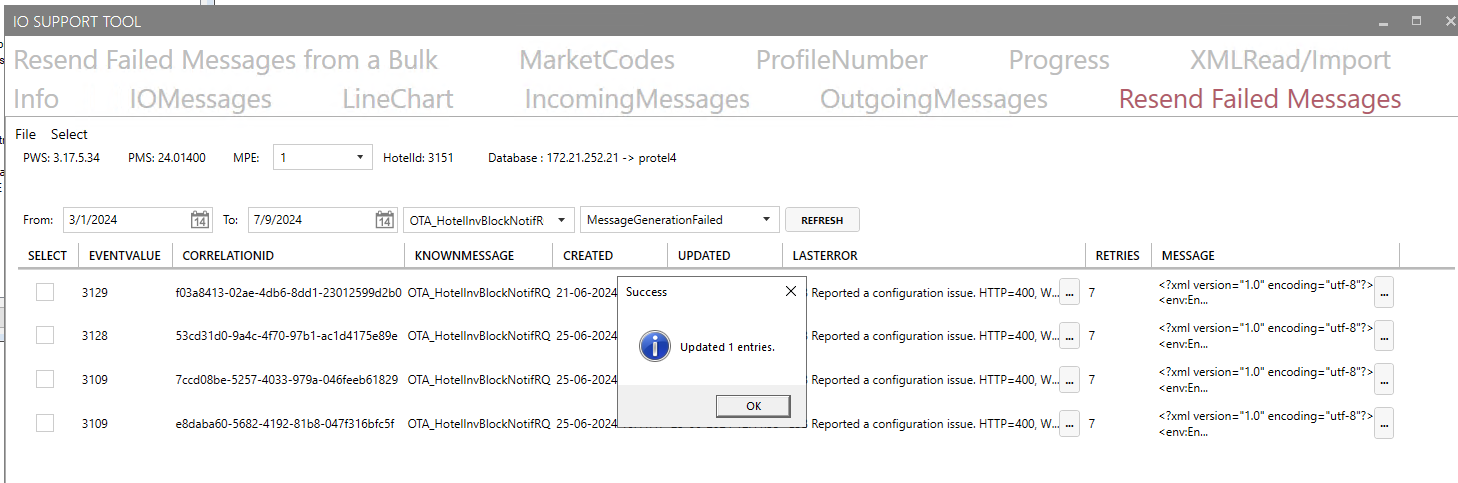 IO SUPPORT TOOL
Resend Failed Messages from a Bulk MarketCodes ProfileNumber Progress XMLRead/Import
Info IOMessages LineChart IncomingMessages OutgoingMessages Resend Failed Messages
File Select
PWS: 3.17.5.34 PMS: 24.01400 MPE: 1 HotelId: 3151 Database : 172.21.252.21 -> protel4
From: 3/1/2024 14 To: 7/9/2024 14 OTA_HotelInvBlockNotifR MessageGenerationFailed REFRESH
SELECT EVENTVALUE CORRELATIONID KNOWNMESSAGE CREATED UPDATED LASTERROR RETRIES MESSAGE
3129 f03a8413-02ae-4db6-8dd1-23012599d2b0 OTA_HotelInvBlockNotifRQ 21-06-2024 Reported a configuration issue. HTTP=400, W... ... 7 <?xml version="1.0" encoding="utf-8"?> ...
<env:En...
3128 53cd31d0-9a4c-4f70-97b1-ac1d4175e89e OTA_HotelInvBlockNotifRQ 25-06-2024 Reported a configuration issue. HTTP=400, W... ... 7 <?xml version="1.0" encoding="utf-8"?> ...
<env:En...
3109 7ccd08be-5257-4033-979a-046feeb61829 OTA_HotelInvBlockNotifRQ 25-06-2024 Reported a configuration issue. HTTP=400, W... ... 7 <?xml version="1.0" encoding="utf-8"?> ...
<env:En...
3109 e8daba60-5682-4192-81b8-047f316bfc5f OTA_HotelInvBlockNotifRQ 25-06-2024 Reported a configuration issue. HTTP=400, W... ... 7 <?xml version="1.0" encoding="utf-8"?> ...
<env:En...
Success
Updated 1 entries.
OK